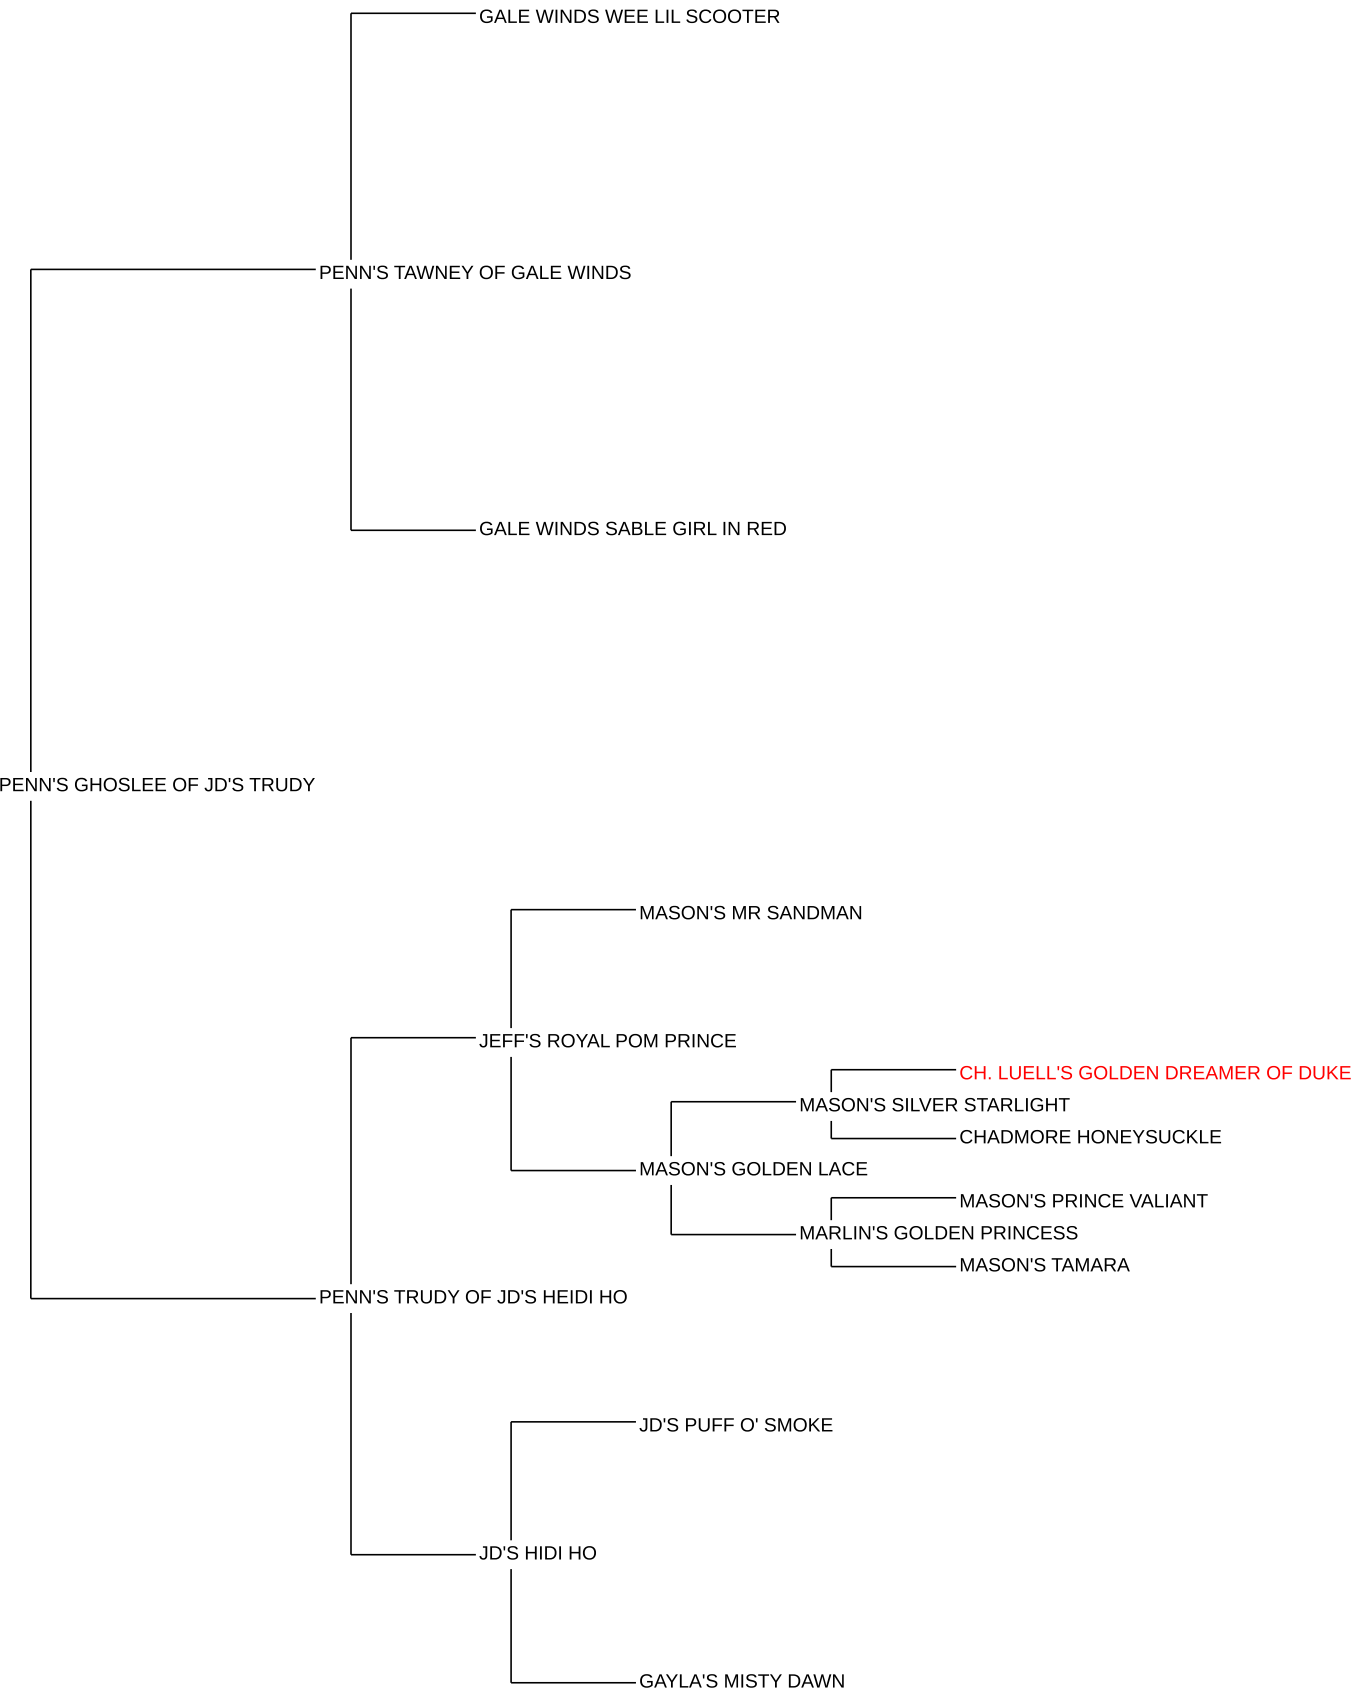 GALE WINDS WEE LIL SCOOTER
PENN'S TAWNEY OF GALE WINDS
GALE WINDS SABLE GIRL IN RED
PENN'S GHOSLEE OF JD'S TRUDY
MASON'S MR SANDMAN
JEFF'S ROYAL POM PRINCE
CH. LUELL'S GOLDEN DREAMER OF DUKE
MASON'S SILVER STARLIGHT
CHADMORE HONEYSUCKLE
MASON'S GOLDEN LACE
MASON'S PRINCE VALIANT
MARLIN'S GOLDEN PRINCESS
MASON'S TAMARA
PENN'S TRUDY OF JD'S HEIDI HO
JD'S PUFF O' SMOKE
JD'S HIDI HO
GAYLA'S MISTY DAWN